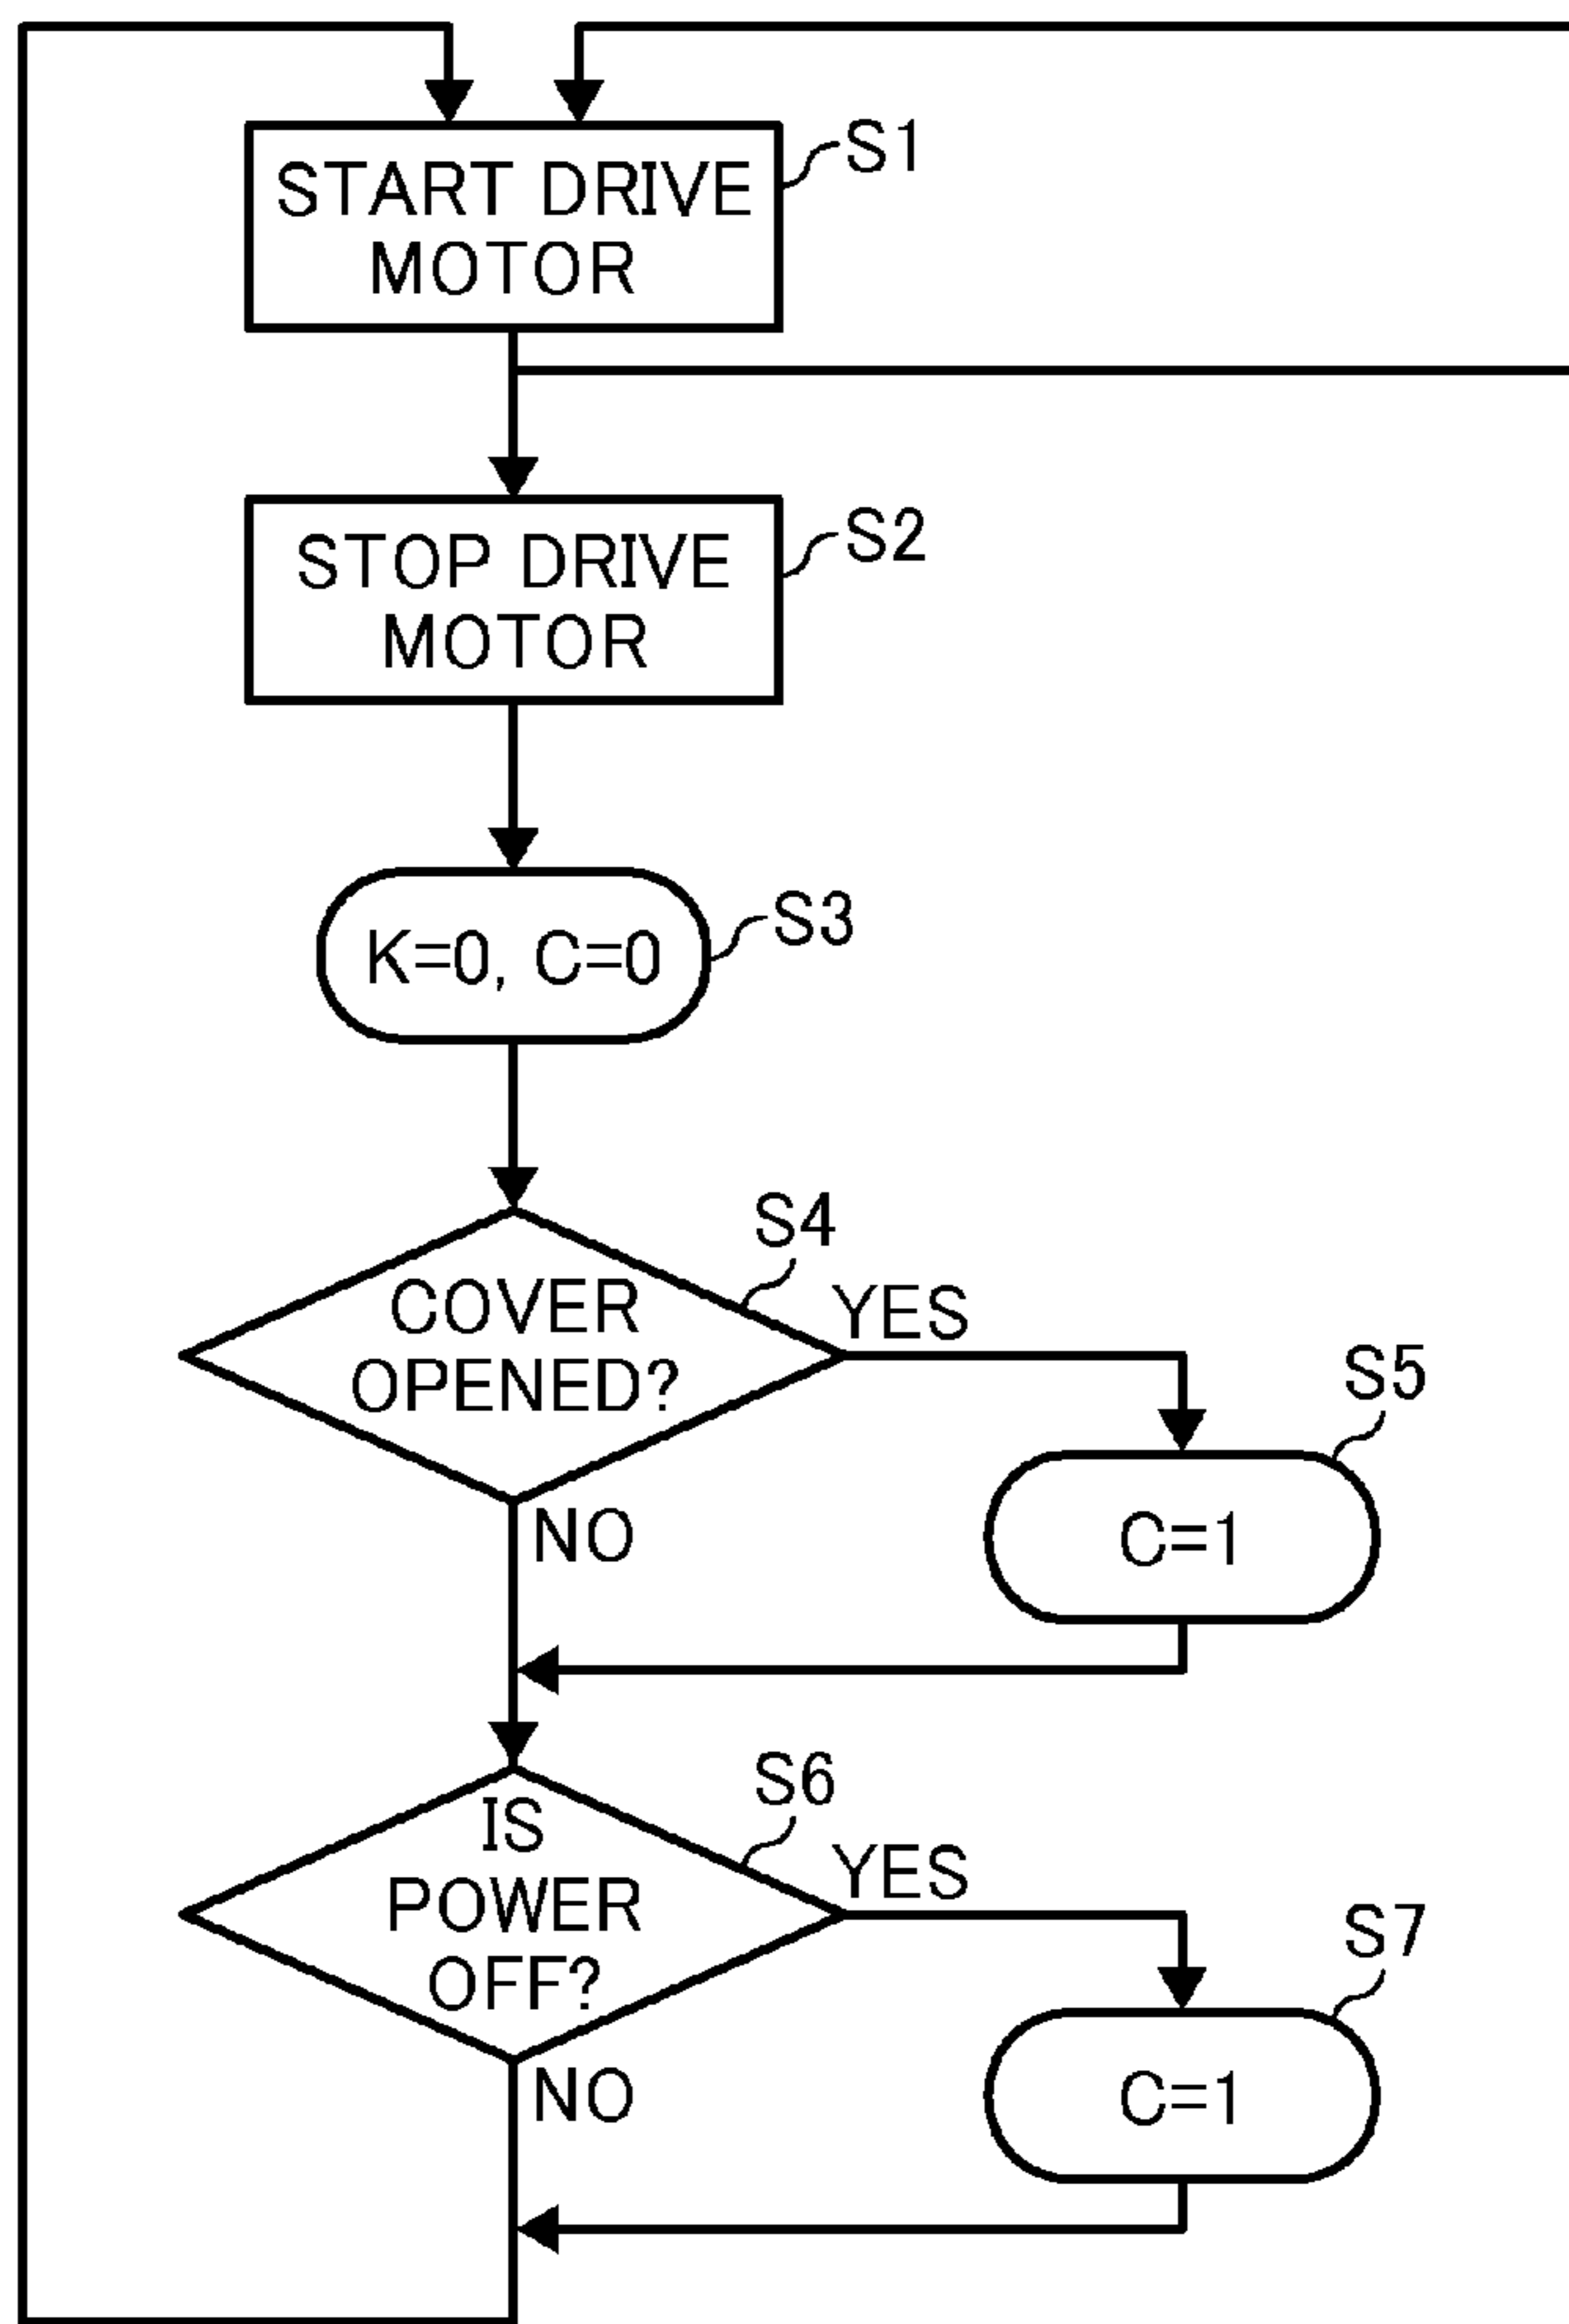 START DRIVE
MOTOR
S1
STOP DRIVE
MOTOR
S2
K=0, C=0
S3
S4
COVER
OPENED?
YES
NO
S5
C=1
S6
IS
POWER
OFF?
YES
NO
S7
C=1